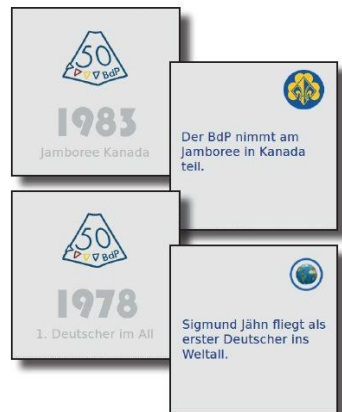 50
BdP
1983
Jamboree Kanada
Der BdP nimmt am
Jamboree in Kanada
teil.
50
BdP
1978
1. Deutscher im All
Sigmund Jähn fliegt als
erster Deutscher ins
Weltall.